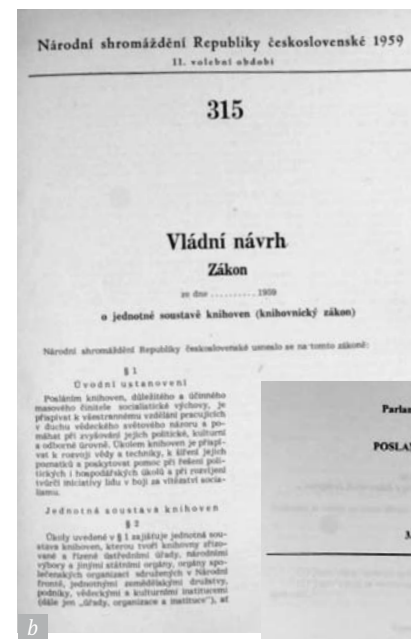 Národní shromáždění Republiky československé 1959
II. volební období
315
Vládní návrh
Zákon
ze dne .......... 1959
o jednotné soustavě knihoven (knihovnický zákon)
Národní shromáždění Republiky československé usneslo se na tomto zákoně:
§ 1
Úvodní ustanovení
Posláním knihoven, důležitého a účinného
masového činitele socialistické výchovy, je
přispívat k všestrannému vzdělání pracujících
v duchu vědeckého světového názoru a po-
máhat při zvyšování jejich politické, kulturní
a odborné úrovně. Úkolem knihoven je přispí-
vat k rozvoji vědy a techniky, k šíření jejich
poznatků a poskytovat pomoc při řešení poli-
tických i hospodářských úkolů a při rozvíjení
tvůrčí iniciativy lidu v boji za vítězství socia-
lismu.
Jednotná soustava knihoven
§ 2
Úkoly uvedené v § 1 zajišťuje jednotná sou-
stava knihoven, kterou tvoří knihovny zřizo-
vané a řízené ústředními úřady, národními
výbory a jinými státními orgány, orgány spo-
lečenských organizací sdružených v Národní
frontě, jednotnými zemědělskými družstvy,
podniky, vědeckými a kulturními institucemi
(dále jen „úřady, organizace a instituce"), ať
b
Parlam
POSLA
3.